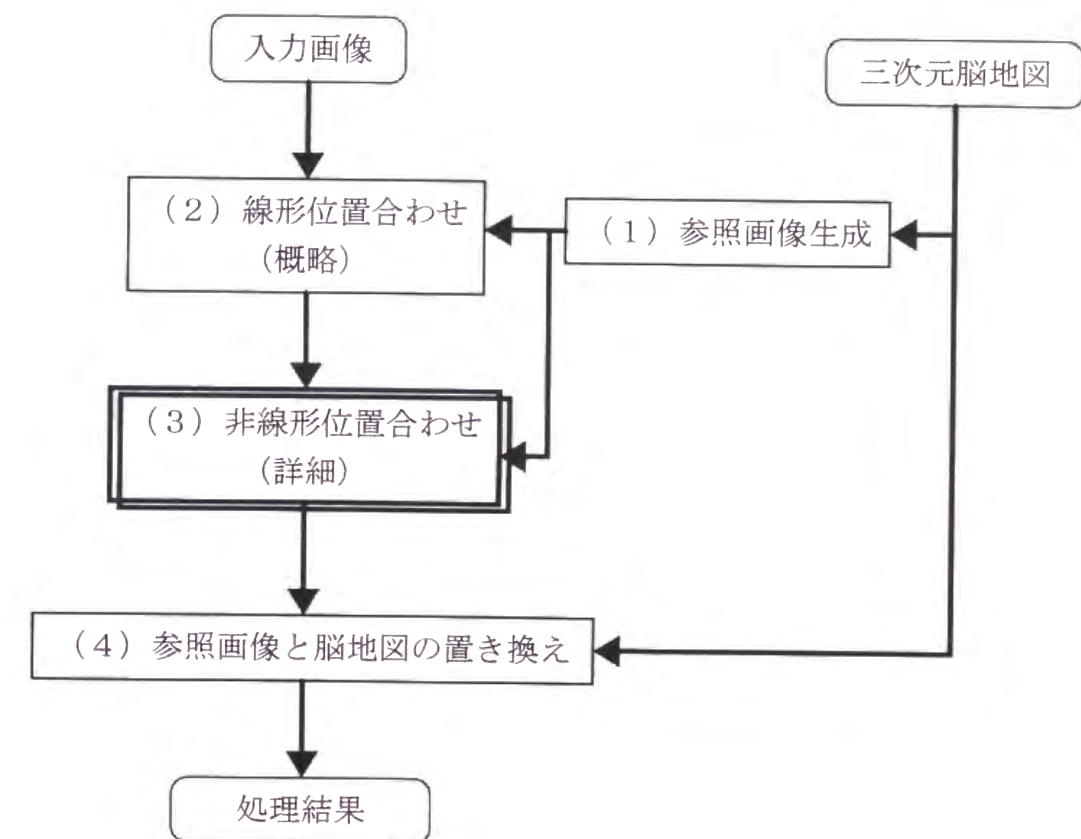 入力画像
三次元脳地図
(2) 線形位置合わせ
(概略)
(1) 参照画像生成
(3) 非線形位置合わせ
(詳細)
(4) 参照画像と脳地図の置き換え
処理結果